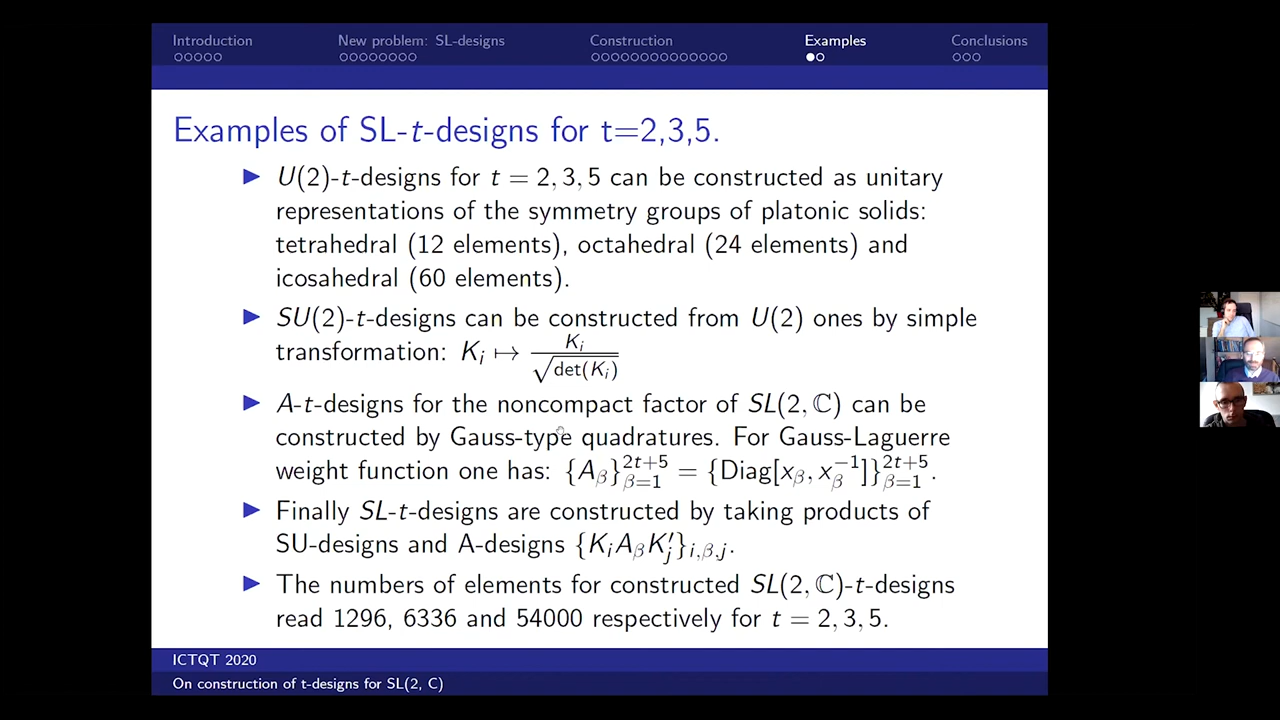 Introduction
New problem: SL-designs
Construction
Examples
Conclusions
Examples of SL-t-designs for t=2,3,5.
▶ U(2)-t-designs for t = 2, 3, 5 can be constructed as unitary
representations of the symmetry groups of platonic solids:
tetrahedral (12 elements), octahedral (24 elements) and
icosahedral (60 elements).
▶ SU(2)-t-designs can be constructed from U(2) ones by simple
transformation: K_i ↦ K_i / √det(K_i)
▶ A-t-designs for the noncompact factor of SL(2, ℂ) can be
constructed by Gauss-type quadratures. For Gauss-Laguerre
weight function one has: {A_β}_{β=1}^{2t+5} = {Diag[x_β, x_β^{-1}]}_{β=1}^{2t+5}.
▶ Finally SL-t-designs are constructed by taking products of
SU-designs and A-designs {K_i A_β K'_j}_{i,β,j}.
▶ The numbers of elements for constructed SL(2, ℂ)-t-designs
read 1296, 6336 and 54000 respectively for t = 2, 3, 5.
ICTQT 2020
On construction of t-designs for SL(2, C)